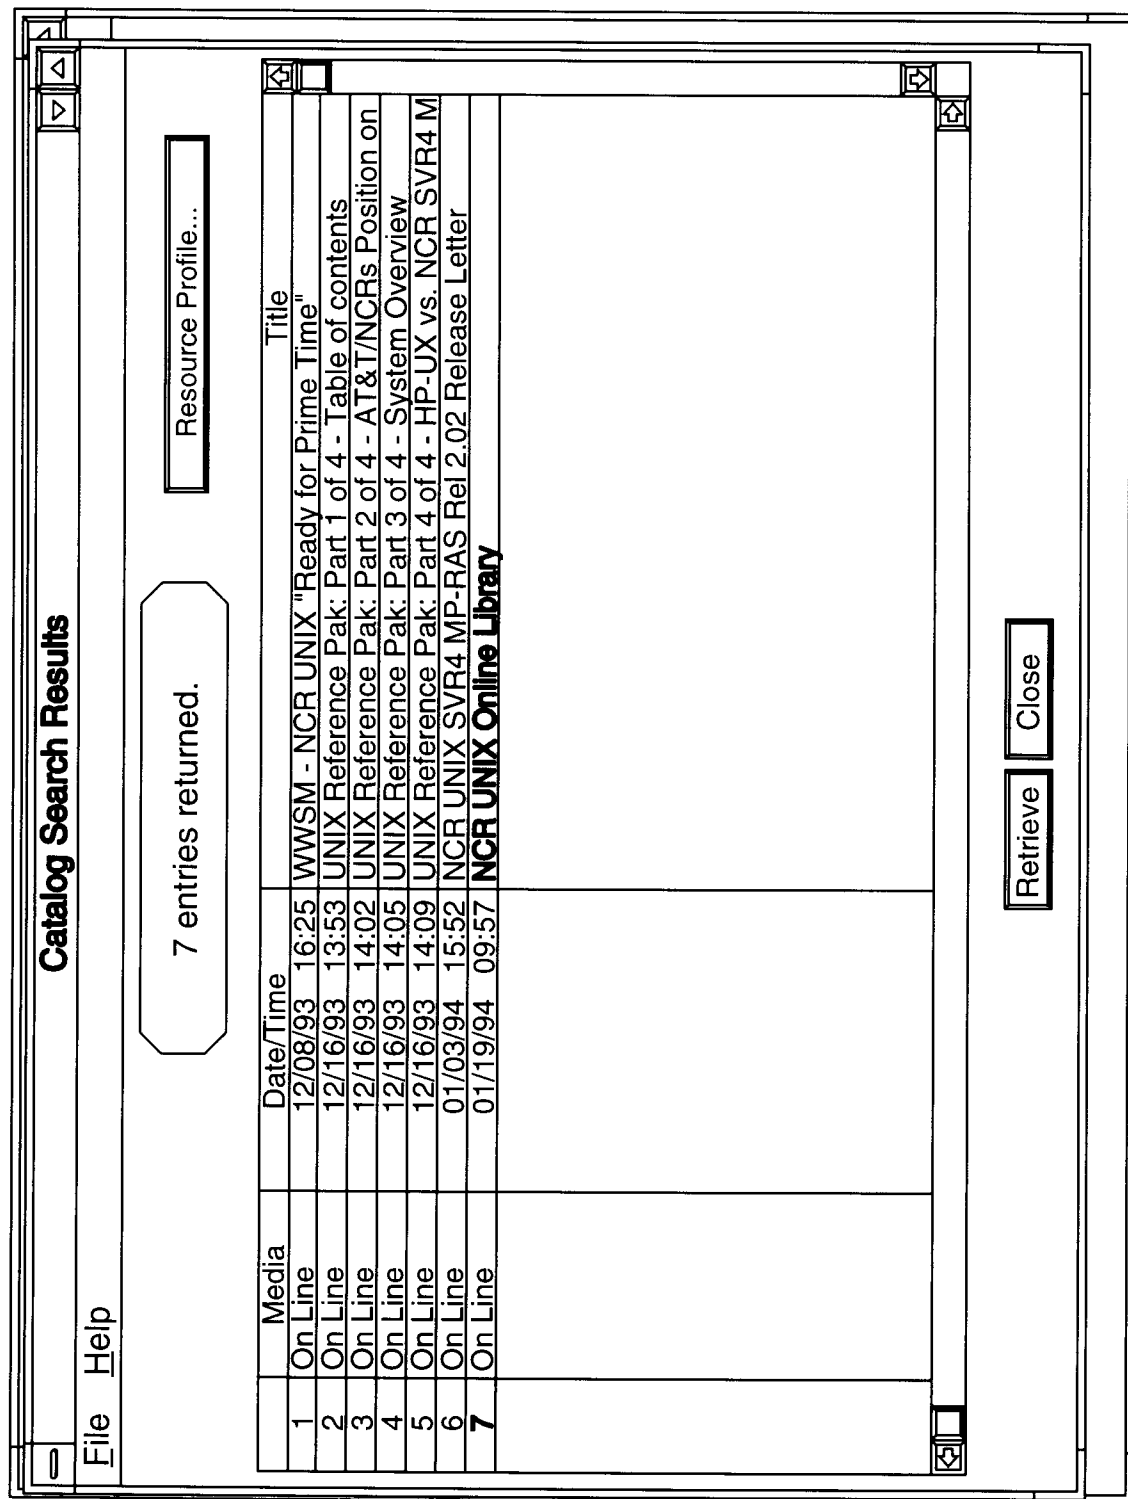 Catalog Search Results
File Help
7 entries returned.
Resource Profile...
Media Date/Time Title
1 On Line 12/08/93 16:25 WWSM - NCR UNIX "Ready for Prime Time"
2 On Line 12/16/93 13:53 UNIX Reference Pak: Part 1 of 4 - Table of contents
3 On Line 12/16/93 14:02 UNIX Reference Pak: Part 2 of 4 - AT&T/NCRs Position on
4 On Line 12/16/93 14:05 UNIX Reference Pak: Part 3 of 4 - System Overview
5 On Line 12/16/93 14:09 UNIX Reference Pak: Part 4 of 4 - HP-UX vs. NCR SVR4 M
6 On Line 01/03/94 15:52 NCR UNIX SVR4 MP-RAS Rel 2.02 Release Letter
7 On Line 01/19/94 09:57 NCR UNIX Online Library
Retrieve Close